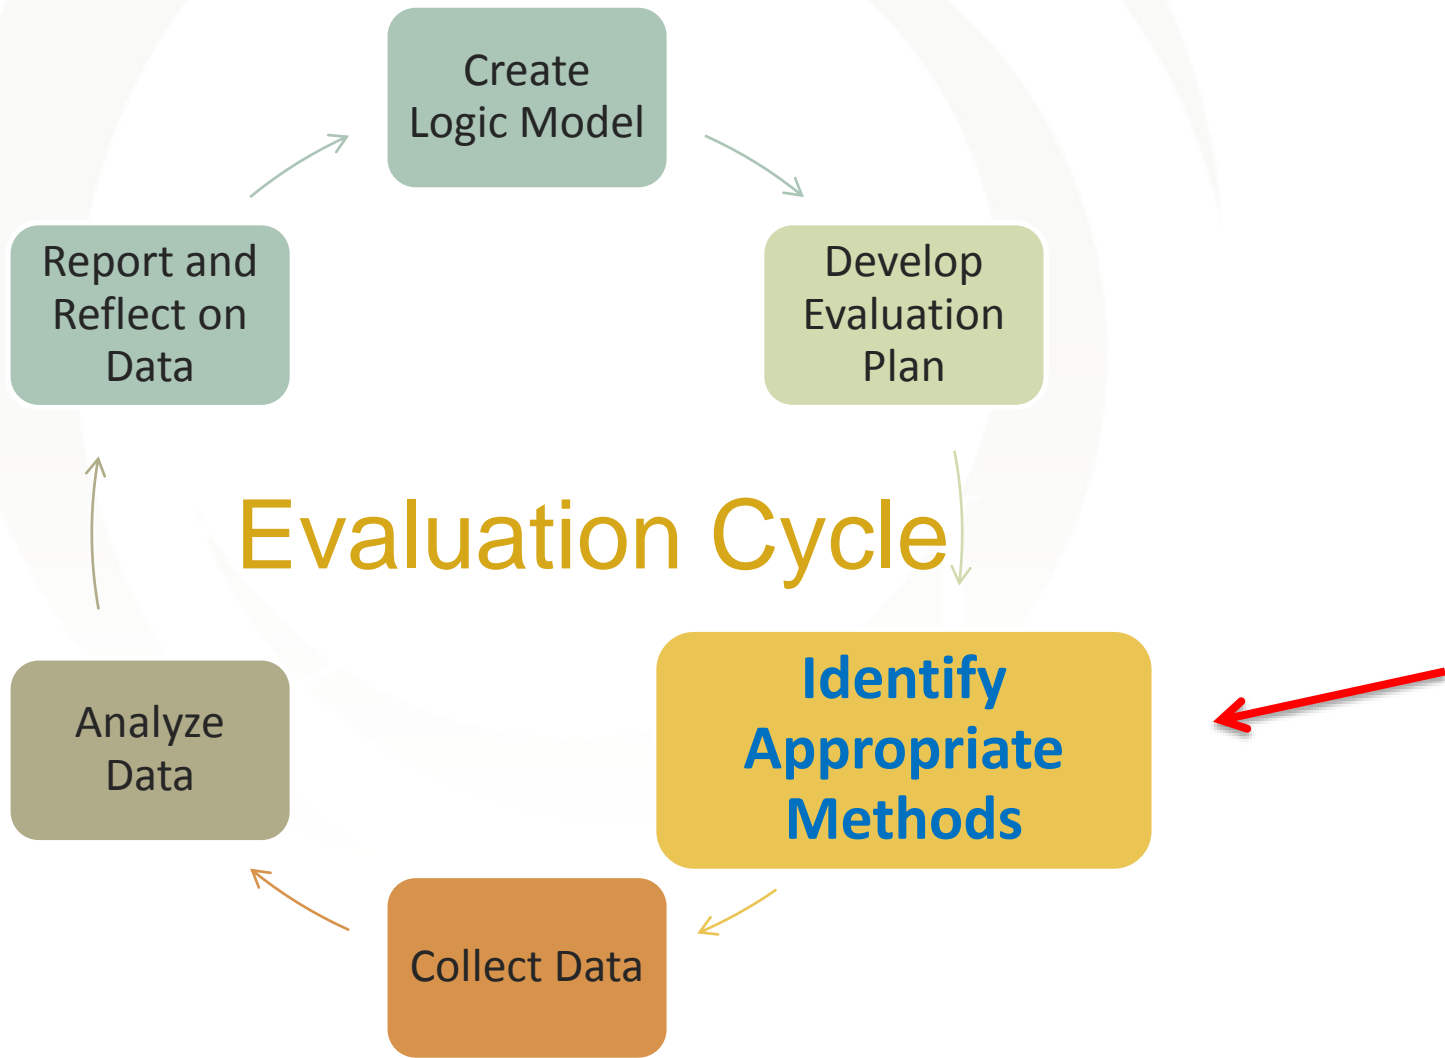 Create
Logic Model
Develop
Evaluation
Plan
Identify
Appropriate
Methods
Collect Data
Analyze
Data
Report and
Reflect on
Data
Evaluation Cycle